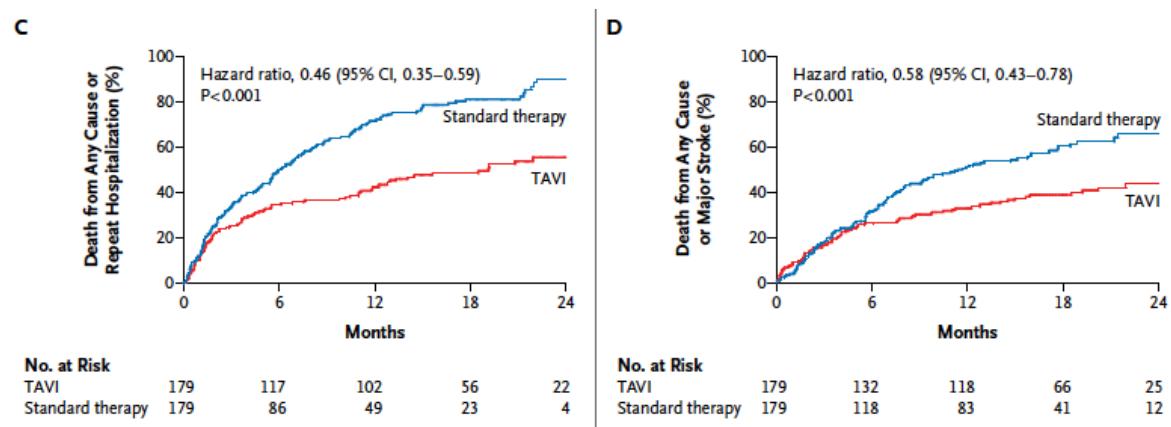 C
Death from Any Cause or
Repeat Hospitalization (%)
100
80
60
40
20
0
Hazard ratio, 0.46 (95% CI, 0.35–0.59)
P<0.001
Standard therapy
TAVI
0 6 12 18 24
Months
No. at Risk
TAVI 179 117 102 56 22
Standard therapy 179 86 49 23 4
D
Death from Any Cause
or Major Stroke (%)
100
80
60
40
20
0
Hazard ratio, 0.58 (95% CI, 0.43–0.78)
P<0.001
Standard therapy
TAVI
0 6 12 18 24
Months
No. at Risk
TAVI 179 132 118 66 25
Standard therapy 179 118 83 41 12